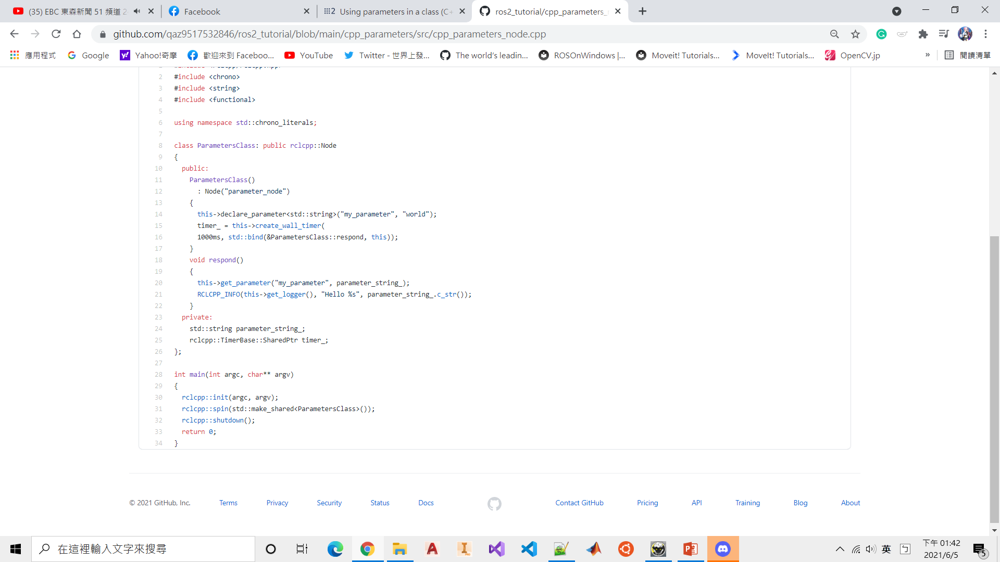 (35) EBC 東森新聞 51 頻道 2
Facebook
Using parameters in a class (C+
ros2_tutorial/cpp_parameters_
github.com/qaz9517532846/ros2_tutorial/blob/main/cpp_parameters/src/cpp_parameters_node.cpp
應用程式 Google Yahoo!奇摩 歡迎來到 Faceboo... YouTube Twitter - 世界上發... The world's leadin... ROSOnWindows |... Moveit! Tutorials... MoveIt! Tutorials... OpenCV.jp » 閱讀清單
2 #include <chrono>
3 #include <string>
4 #include <functional>
5
6 using namespace std::chrono_literals;
7
8 class ParametersClass: public rclcpp::Node
9 {
10 public:
11 ParametersClass()
12 : Node("parameter_node")
13 {
14 this->declare_parameter<std::string>("my_parameter", "world");
15 timer_ = this->create_wall_timer(
16 1000ms, std::bind(&ParametersClass::respond, this));
17 }
18 void respond()
19 {
20 this->get_parameter("my_parameter", parameter_string_);
21 RCLCPP_INFO(this->get_logger(), "Hello %s", parameter_string_.c_str());
22 }
23 private:
24 std::string parameter_string_;
25 rclcpp::TimerBase::SharedPtr timer_;
26 };
27
28 int main(int argc, char** argv)
29 {
30 rclcpp::init(argc, argv);
31 rclcpp::spin(std::make_shared<ParametersClass>());
32 rclcpp::shutdown();
33 return 0;
34 }
© 2021 GitHub, Inc. Terms Privacy Security Status Docs Contact GitHub Pricing API Training Blog About
在這裡輸入文字來搜尋
英
下午 01:42
2021/6/5
5